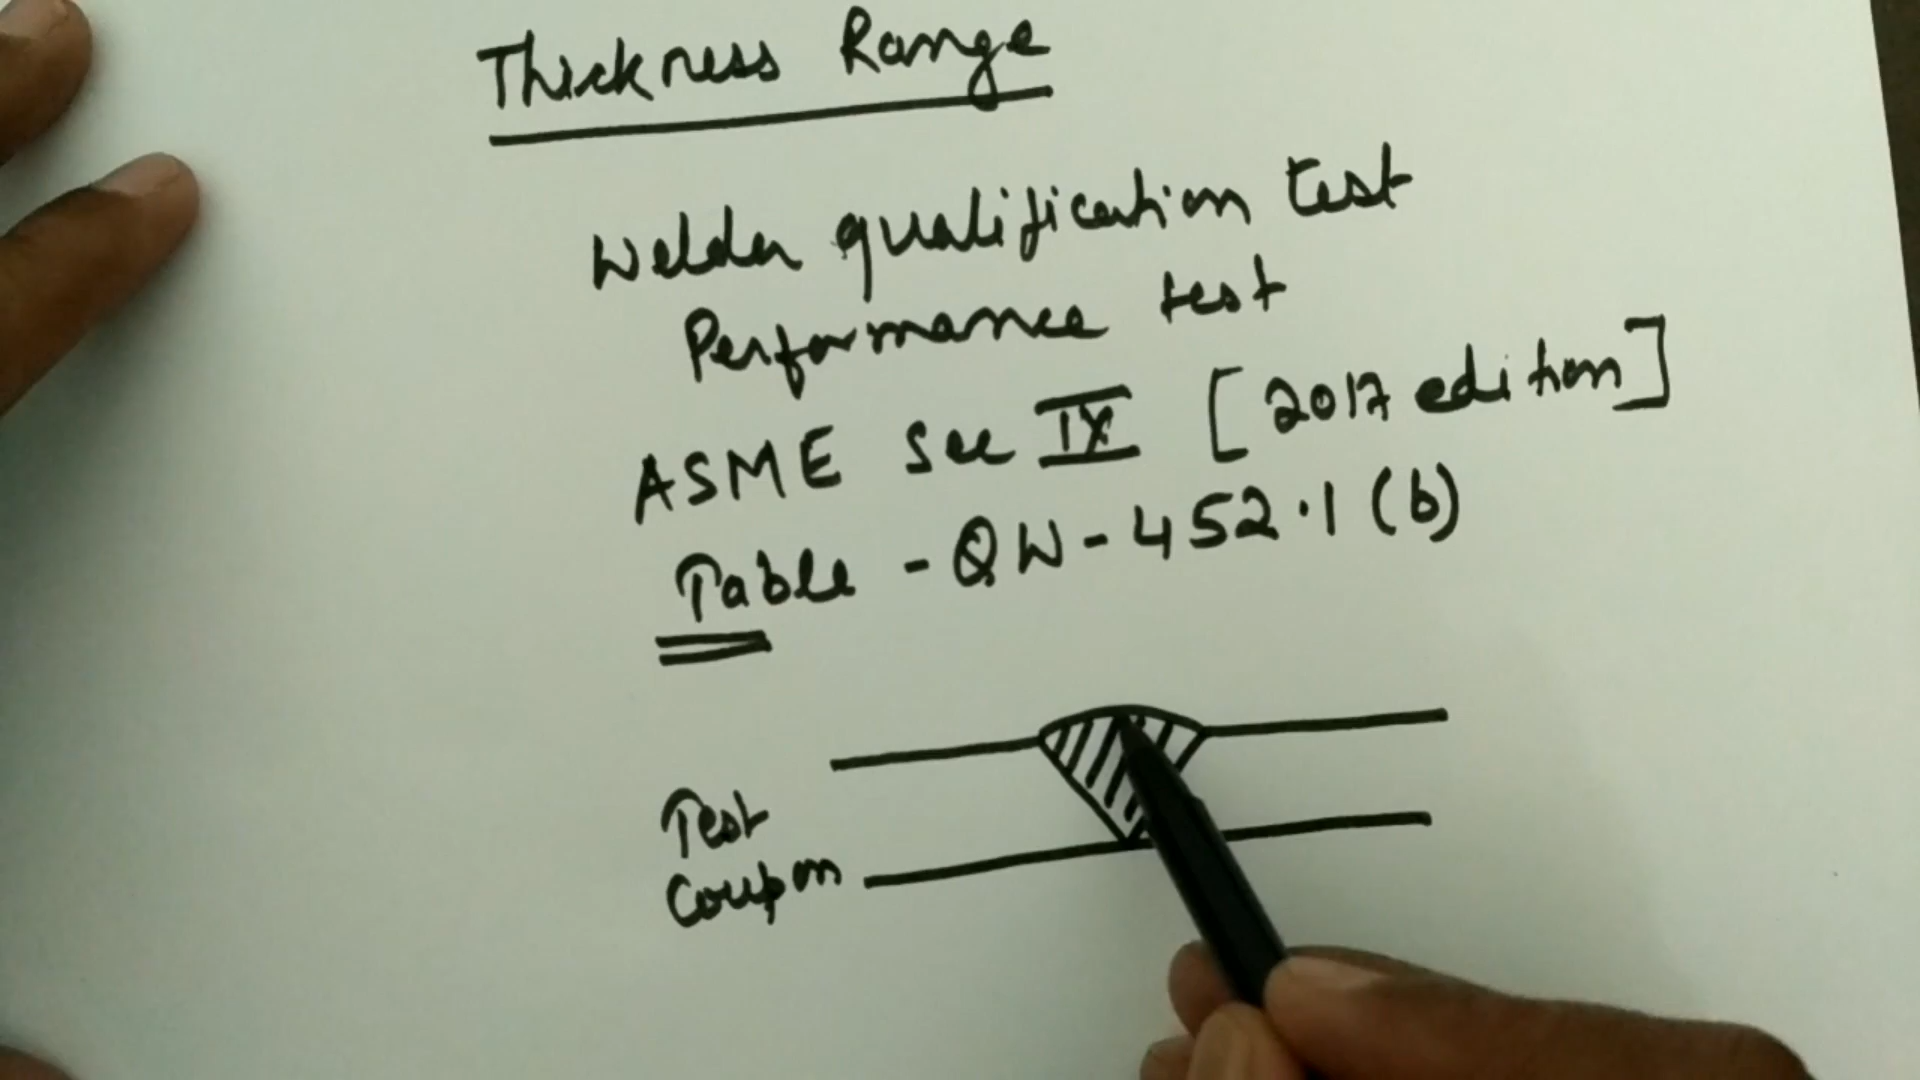 Thickness Range
Welder qualification test
Performance test
ASME Sec IX [2017 edition]
Table - QW-452.1(b)
Test
Coupon